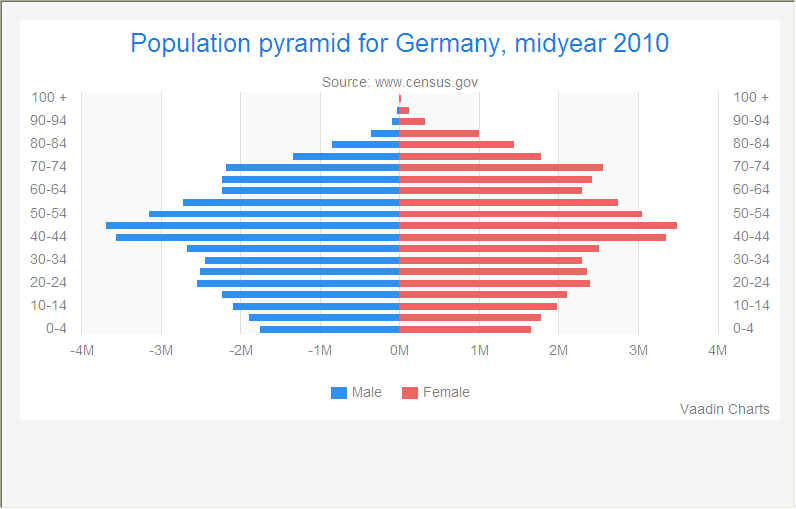 Population pyramid for Germany, midyear 2010
Source: www.census.gov
100 + 100 +
90-94 90-94
80-84 80-84
70-74 70-74
60-64 60-64
50-54 50-54
40-44 40-44
30-34 30-34
20-24 20-24
10-14 10-14
0-4 0-4
-4M -3M -2M -1M 0M 1M 2M 3M 4M
Male Female
Vaadin Charts